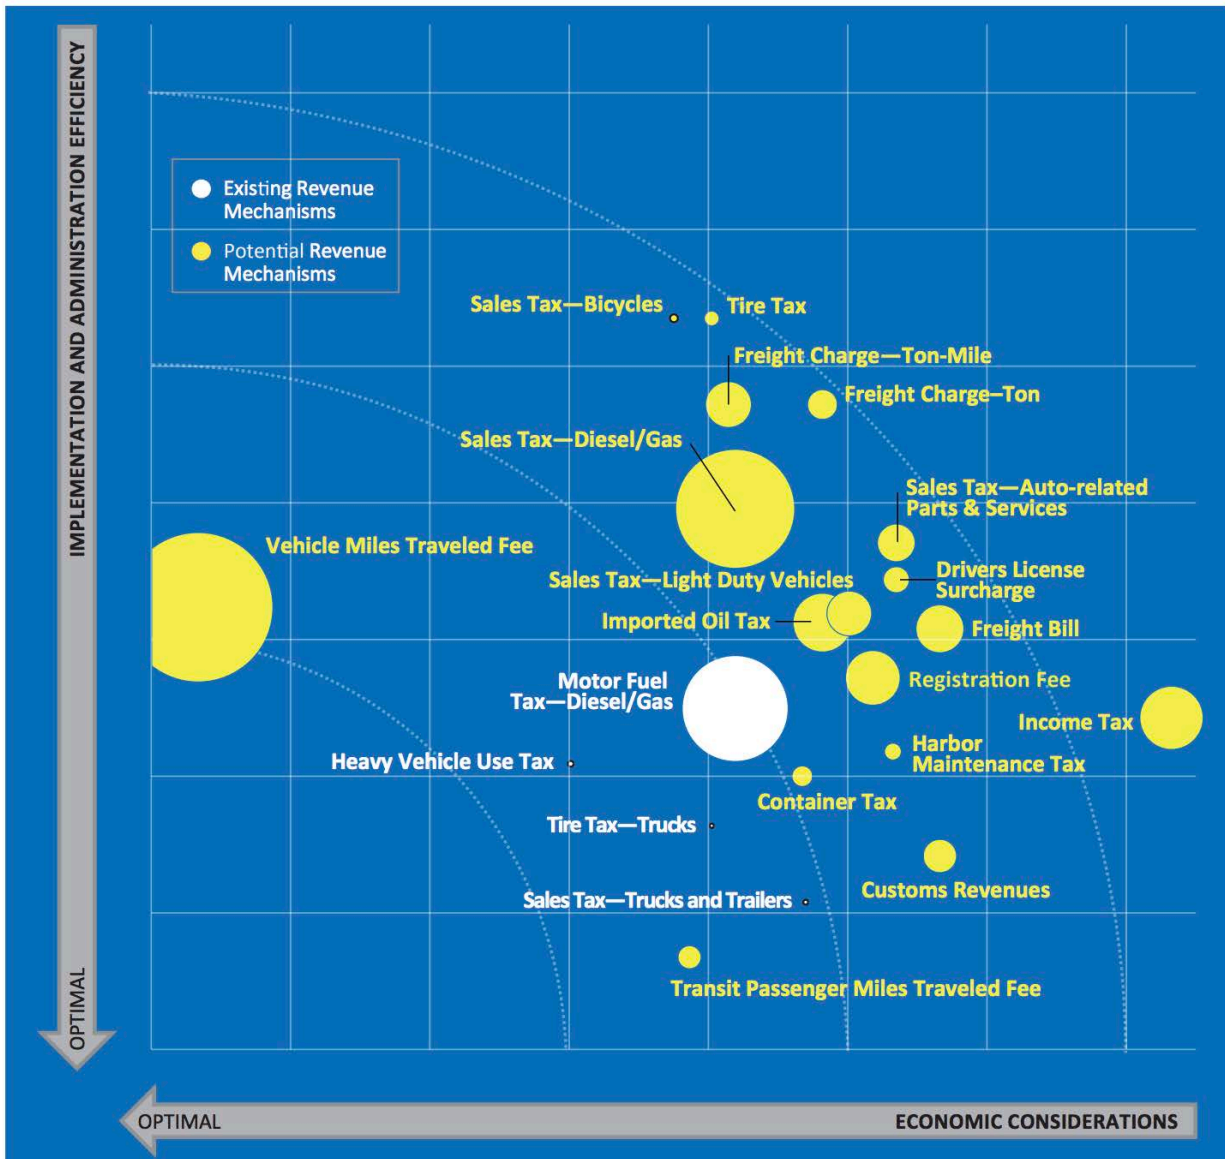 IMPLEMENTATION AND ADMINISTRATION EFFICIENCY
OPTIMAL
Existing Revenue
Mechanisms
Potential Revenue
Mechanisms
Sales Tax—Bicycles
Tire Tax
Freight Charge—Ton-Mile
Freight Charge–Ton
Sales Tax—Diesel/Gas
Sales Tax—Auto-related
Parts & Services
Vehicle Miles Traveled Fee
Sales Tax—Light Duty Vehicles
Drivers License
Surcharge
Imported Oil Tax
Freight Bill
Motor Fuel
Tax—Diesel/Gas
Registration Fee
Income Tax
Heavy Vehicle Use Tax
Harbor
Maintenance Tax
Container Tax
Tire Tax—Trucks
Customs Revenues
Sales Tax—Trucks and Trailers
Transit Passenger Miles Traveled Fee
OPTIMAL
ECONOMIC CONSIDERATIONS